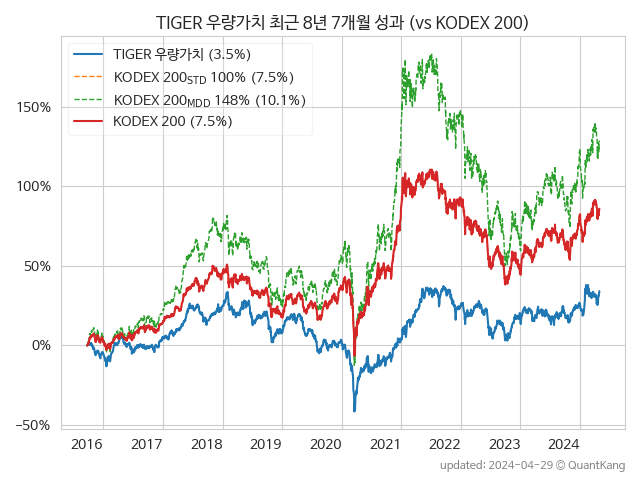 TIGER 우량가치 최근 8년 7개월 성과 (vs KODEX 200)
TIGER 우량가치 (3.5%)
KODEX 200STD 100% (7.5%)
KODEX 200MDD 148% (10.1%)
KODEX 200 (7.5%)
150%
100%
50%
0%
−50%
2016 2017 2018 2019 2020 2021 2022 2023 2024
updated: 2024-04-29 © QuantKang